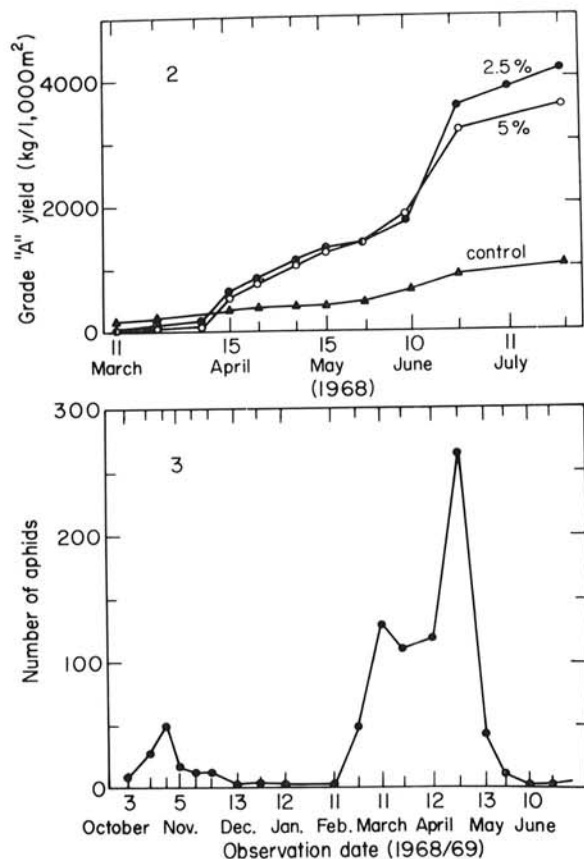 Grade "A" yield (kg/1,000m²)
4000
2000
0
2
2.5%
5%
control
11 15 15 10 11
March April May June July
(1968)
Number of aphids
300
200
100
0
3
3 5 13 12 11 11 12 13 10
October Nov. Dec. Jan. Feb. March April May June
Observation date (1968/69)